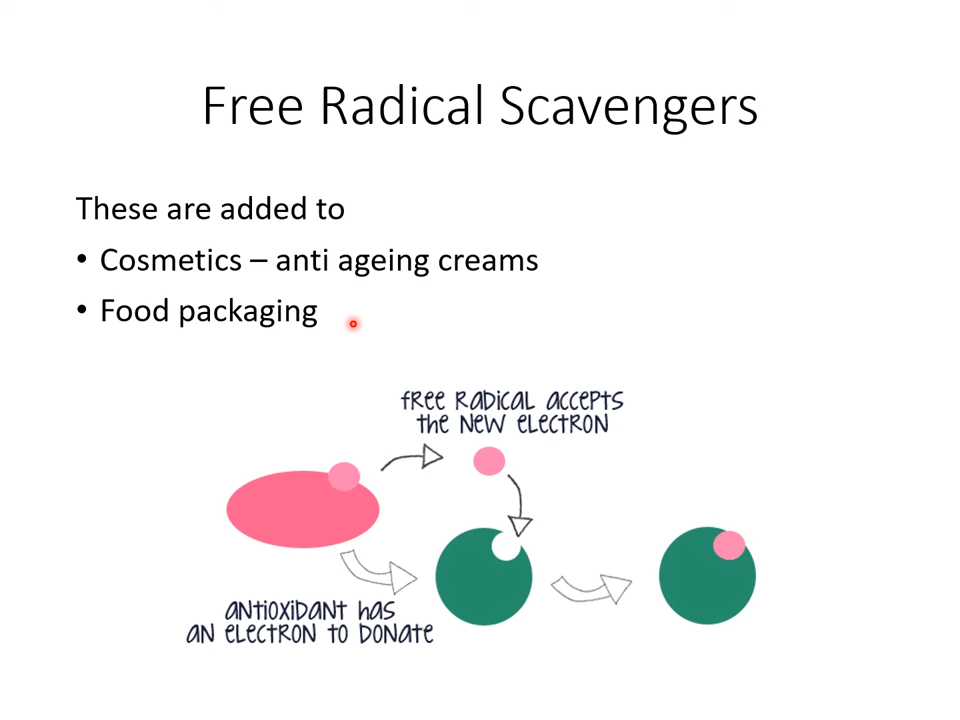 Free Radical Scavengers
These are added to
• Cosmetics – anti ageing creams
• Food packaging
free radical accepts
the new electron
antioxidant has
an electron to donate